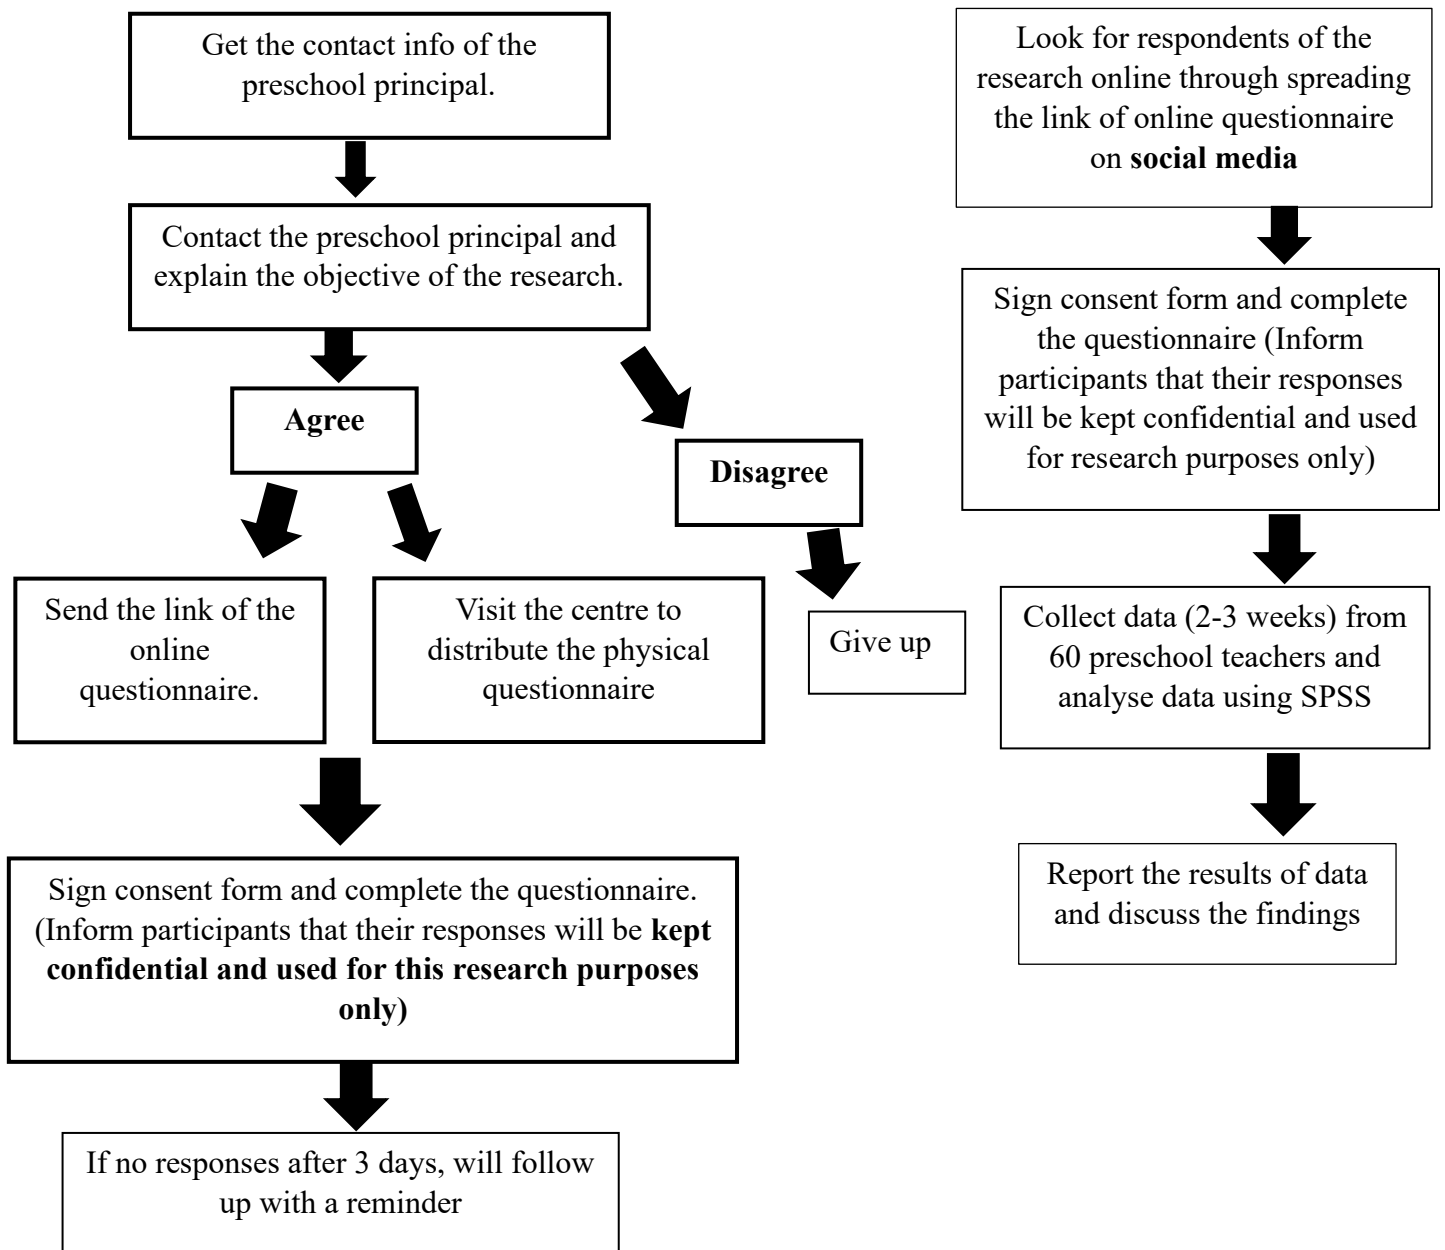 Get the contact info of the
preschool principal.
Contact the preschool principal and
explain the objective of the research.
Agree
Disagree
Send the link of the
online
questionnaire.
Visit the centre to
distribute the physical
questionnaire
Give up
Sign consent form and complete the questionnaire.
(Inform participants that their responses will be kept
confidential and used for this research purposes
only)
If no responses after 3 days, will follow
up with a reminder
Look for respondents of the
research online through spreading
the link of online questionnaire
on social media
Sign consent form and complete
the questionnaire (Inform
participants that their responses
will be kept confidential and used
for research purposes only)
Collect data (2-3 weeks) from
60 preschool teachers and
analyse data using SPSS
Report the results of data
and discuss the findings